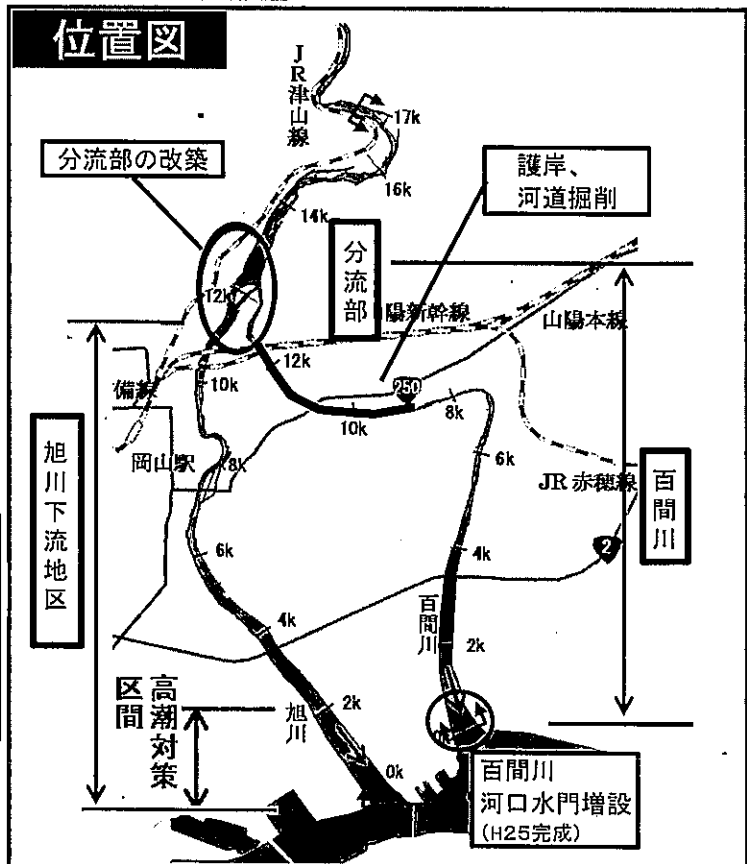 位置図
JR津山線
17k
16k
14k
分流部の改築
護岸、
河道掘削
分流部
12k
山陽新幹線
山陽本線
12k
備線
10k
250
10k
8k
岡山駅
8k
6k
JR赤穂線
旭川下流地区
百間川
6k
4k
2
4k
百間川
2k
高潮対策
区間
2k
旭川
0k
0k
百間川
河口水門増設
(H25完成)